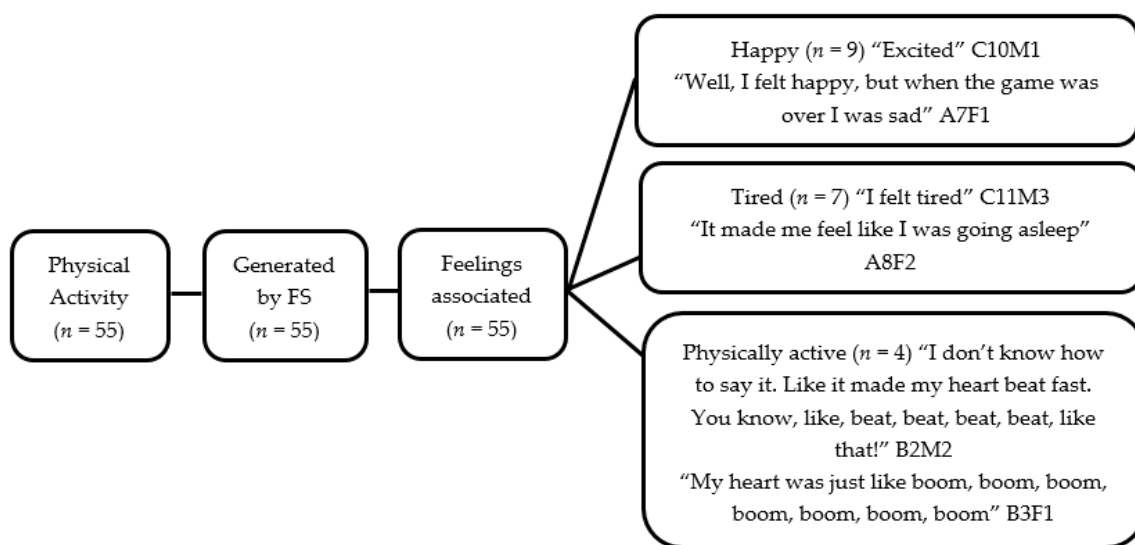 Physical
Activity
(n = 55)
Generated
by FS
(n = 55)
Feelings
associated
(n = 55)
Happy (n = 9) “Excited” C10M1
“Well, I felt happy, but when the game was
over I was sad” A7F1
Tired (n = 7) “I felt tired” C11M3
“It made me feel like I was going asleep”
A8F2
Physically active (n = 4) “I don’t know how
to say it. Like it made my heart beat fast.
You know, like, beat, beat, beat, beat, like
that!” B2M2
“My heart was just like boom, boom, boom,
boom, boom, boom, boom” B3F1